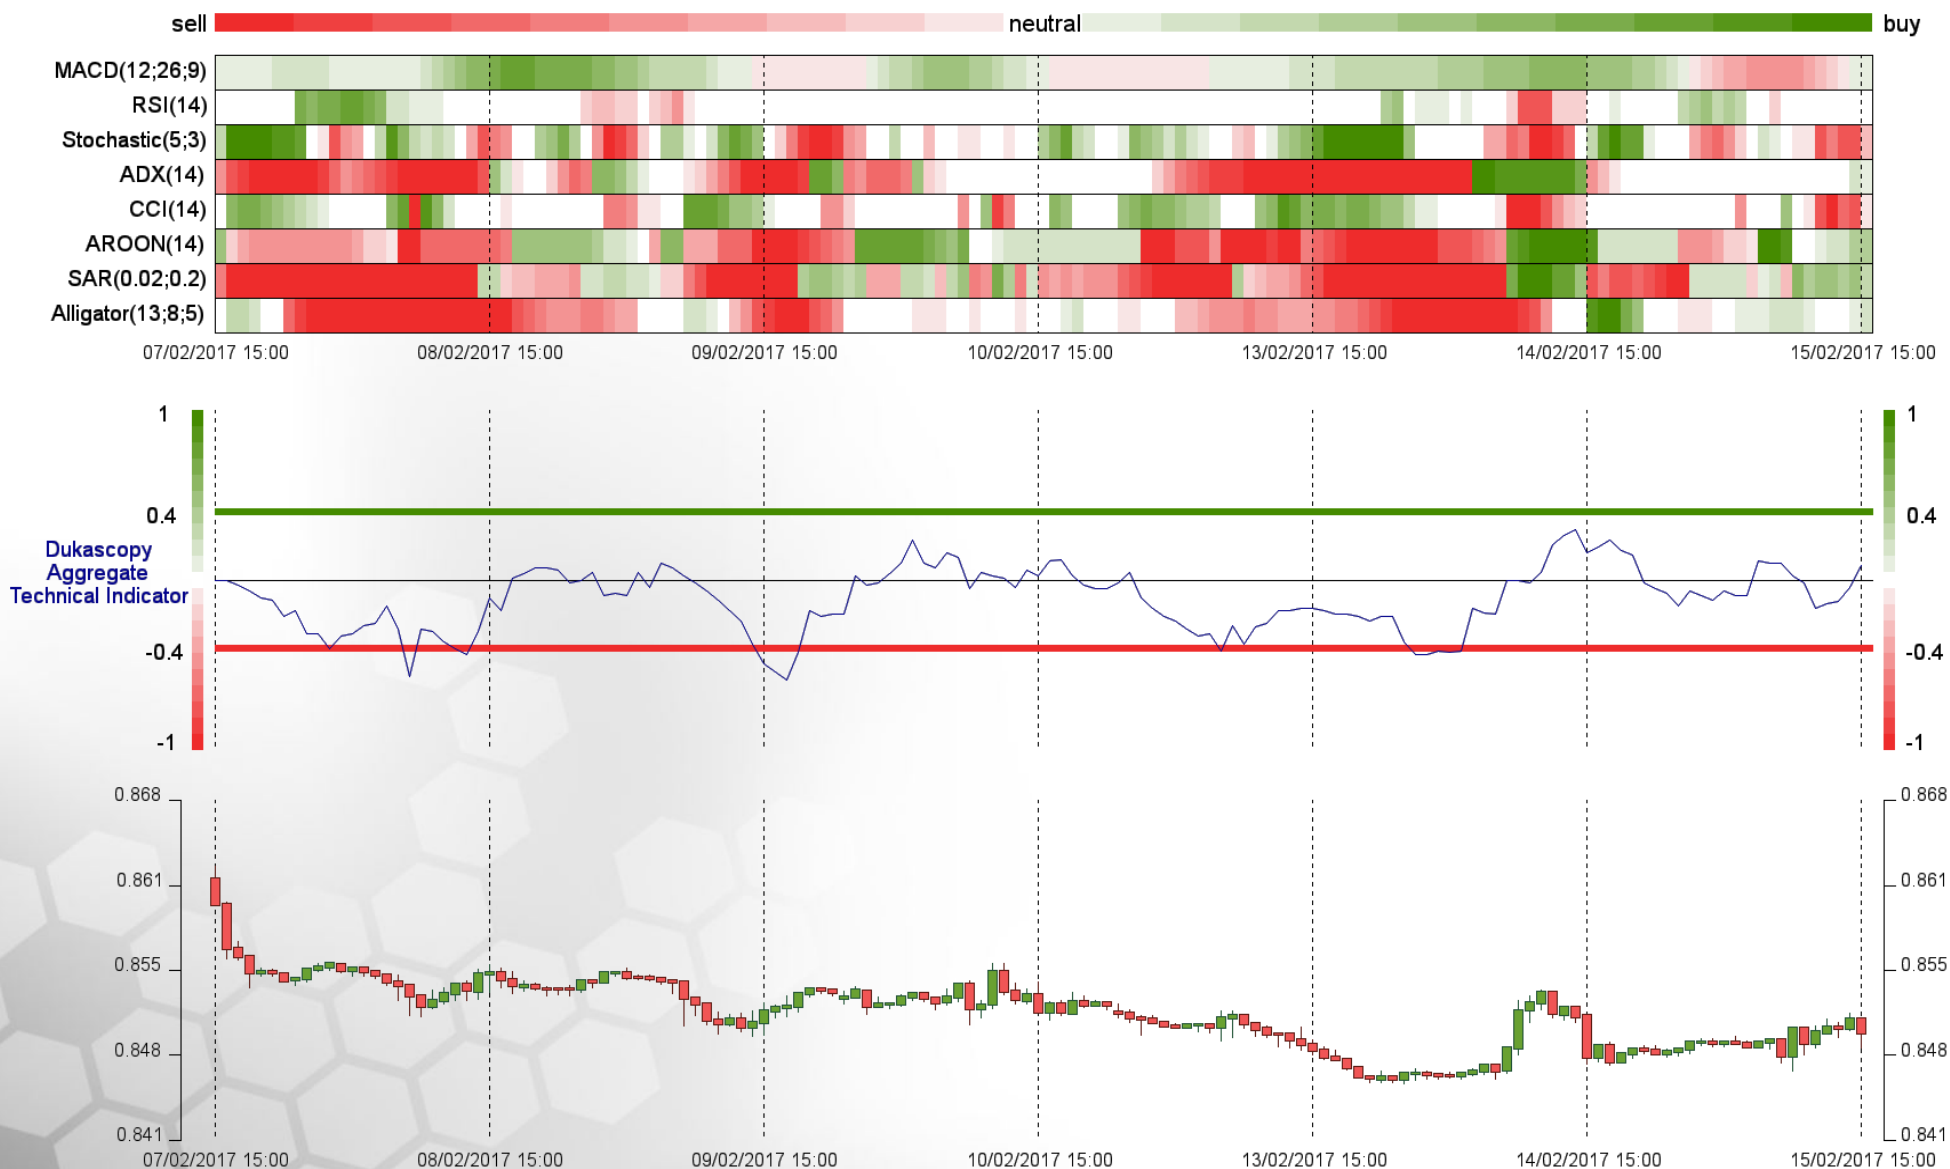 sell neutral buy
MACD(12;26;9)
RSI(14)
Stochastic(5;3)
ADX(14)
CCI(14)
AROON(14)
SAR(0.02;0.2)
Alligator(13;8;5)
07/02/2017 15:00 08/02/2017 15:00 09/02/2017 15:00 10/02/2017 15:00 13/02/2017 15:00 14/02/2017 15:00 15/02/2017 15:00
1 1
0.4 0.4
Dukascopy
Aggregate
Technical Indicator
-0.4 -0.4
-1 -1
0.868 0.868
0.861 0.861
0.855 0.855
0.848 0.848
0.841 0.841
07/02/2017 15:00 08/02/2017 15:00 09/02/2017 15:00 10/02/2017 15:00 13/02/2017 15:00 14/02/2017 15:00 15/02/2017 15:00